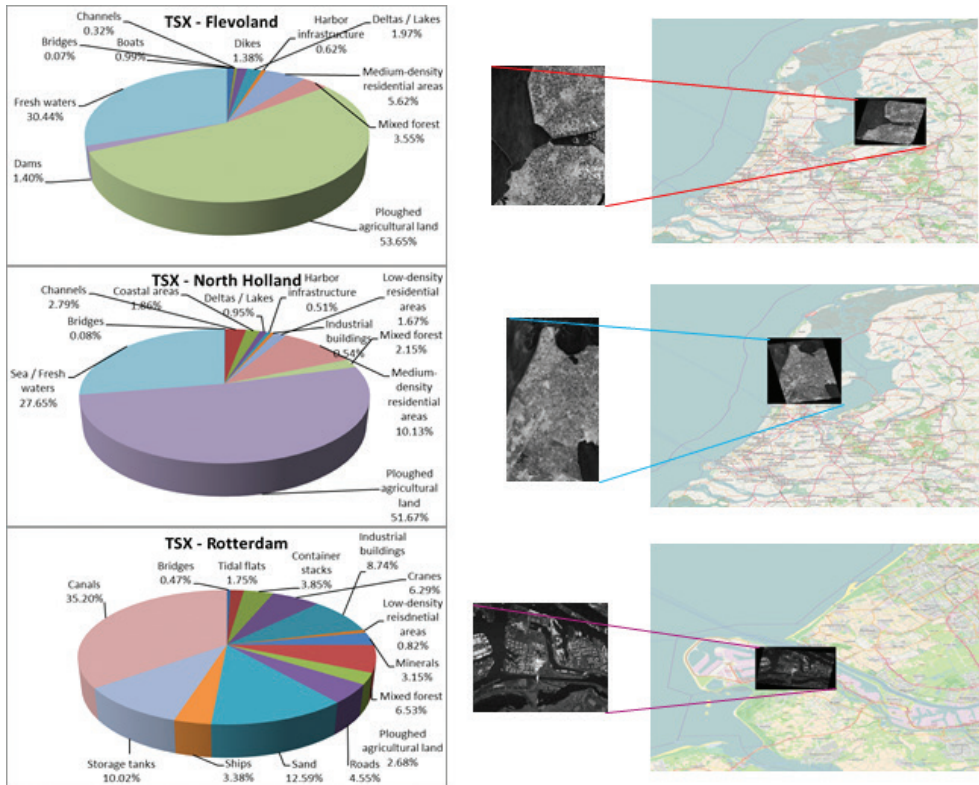 TSX - Flevoland
Channels
0.32%
Bridges
0.07%
Boats
0.99%
Dikes
1.38%
Harbor
infrastructure
0.62%
Deltas / Lakes
1.97%
Medium-density
residential areas
5.62%
Mixed forest
3.55%
Fresh waters
30.44%
Dams
1.40%
Ploughed
agricultural land
53.65%
TSX - North Holland
Channels
2.79%
Coastal areas
1.86%
Deltas / Lakes
0.95%
Harbor
infrastructure
0.51%
Low-density
residential
areas
1.67%
Bridges
0.08%
Industrial
buildings
0.54%
Mixed forest
2.15%
Sea / Fresh
waters
27.65%
Medium-
density
residential
areas
10.13%
Ploughed
agricultural
land
51.67%
TSX - Rotterdam
Bridges
0.47%
Tidal flats
1.75%
Container
stacks
3.85%
Industrial
buildings
8.74%
Cranes
6.29%
Canals
35.20%
Low-density
reisdnetial
areas
0.82%
Minerals
3.15%
Mixed forest
6.53%
Ploughed
agricultural land
2.68%
Storage tanks
10.02%
Ships
3.38%
Sand
12.59%
Roads
4.55%